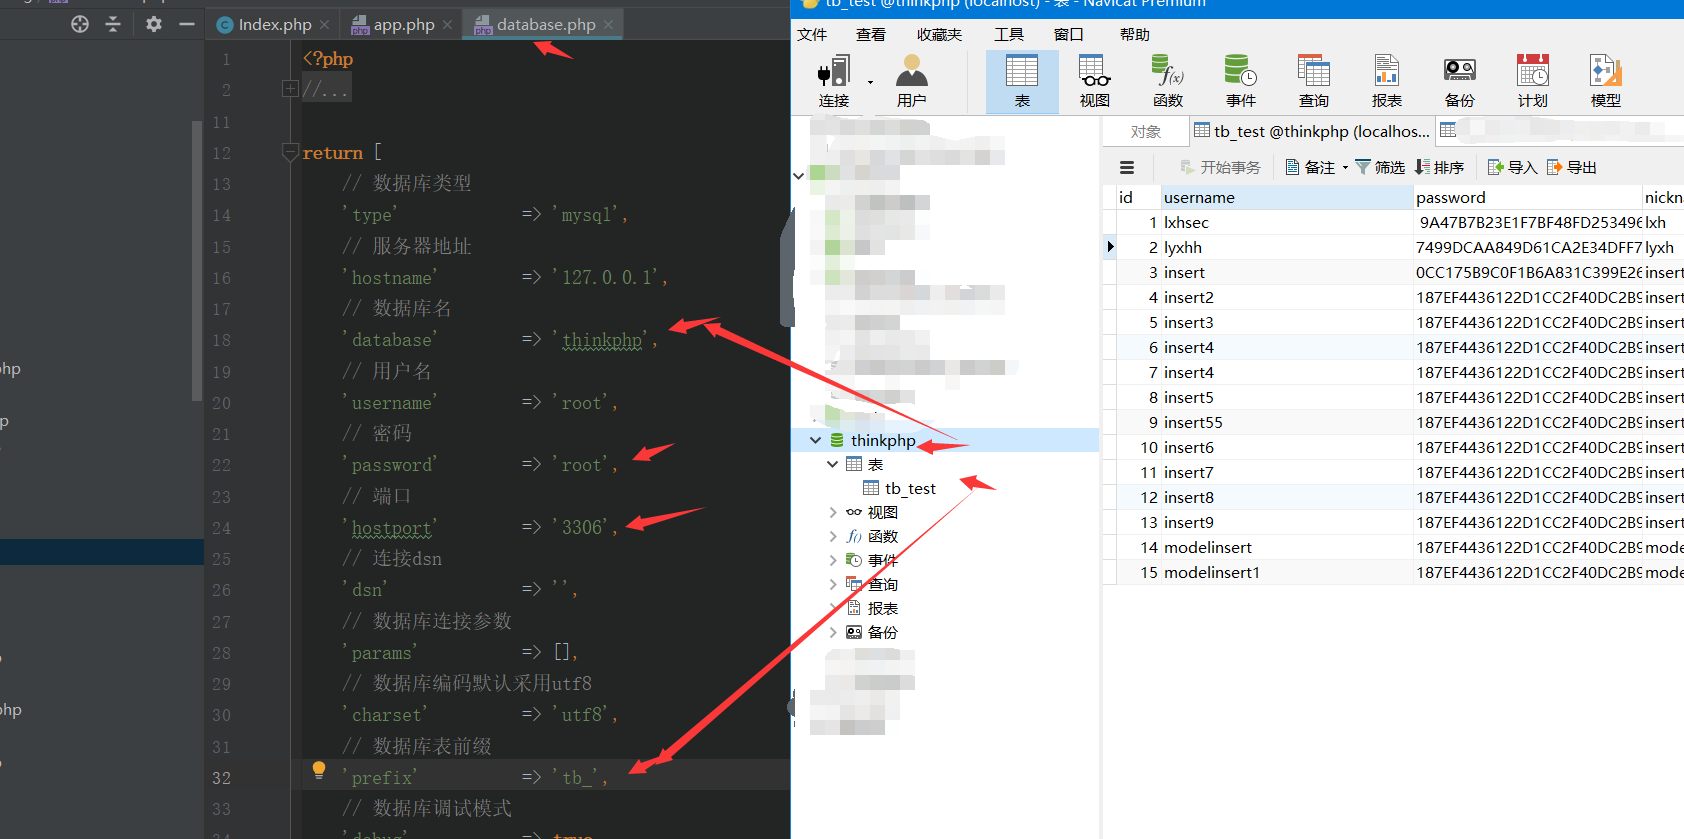 Index.php
app.php
database.php
1 <?php
2 //...
11
12 return [
13 // 数据库类型
14 'type' => 'mysql',
15 // 服务器地址
16 'hostname' => '127.0.0.1',
17 // 数据库名
18 'database' => 'thinkphp',
19 // 用户名
20 'username' => 'root',
21 // 密码
22 'password' => 'root',
23 // 端口
24 'hostport' => '3306',
25 // 连接dsn
26 'dsn' => '',
27 // 数据库连接参数
28 'params' => [],
29 // 数据库编码默认采用utf8
30 'charset' => 'utf8',
31 // 数据库表前缀
32 'prefix' => 'tb_',
33 // 数据库调试模式
'debug' => true
hp
p
hp
tb_test @thinkphp (localhost) - 表 - Navicat Premium
文件 查看 收藏夹 工具 窗口 帮助
连接 用户 表 视图 函数 事件 查询 报表 备份 计划 模型
对象 tb_test @thinkphp (localhos...
开始事务 备注 筛选 排序 导入 导出
thinkphp
表
tb_test
视图
函数
事件
查询
报表
备份
id username password nickn
1 lxhsec 9A47B7B23E1F7BF48FD253496 lxh
2 lyxhh 7499DCAA849D61CA2E34DFF7 lyxh
3 insert 0CC175B9C0F1B6A831C399E26 insert
4 insert2 187EF4436122D1CC2F40DC2B9 insert
5 insert3 187EF4436122D1CC2F40DC2B9 insert
6 insert4 187EF4436122D1CC2F40DC2B9 insert
7 insert4 187EF4436122D1CC2F40DC2B9 insert
8 insert5 187EF4436122D1CC2F40DC2B9 insert
9 insert55 187EF4436122D1CC2F40DC2B9 insert
10 insert6 187EF4436122D1CC2F40DC2B9 insert
11 insert7 187EF4436122D1CC2F40DC2B9 insert
12 insert8 187EF4436122D1CC2F40DC2B9 insert
13 insert9 187EF4436122D1CC2F40DC2B9 insert
14 modelinsert 187EF4436122D1CC2F40DC2B9 mode
15 modelinsert1 187EF4436122D1CC2F40DC2B9 mode